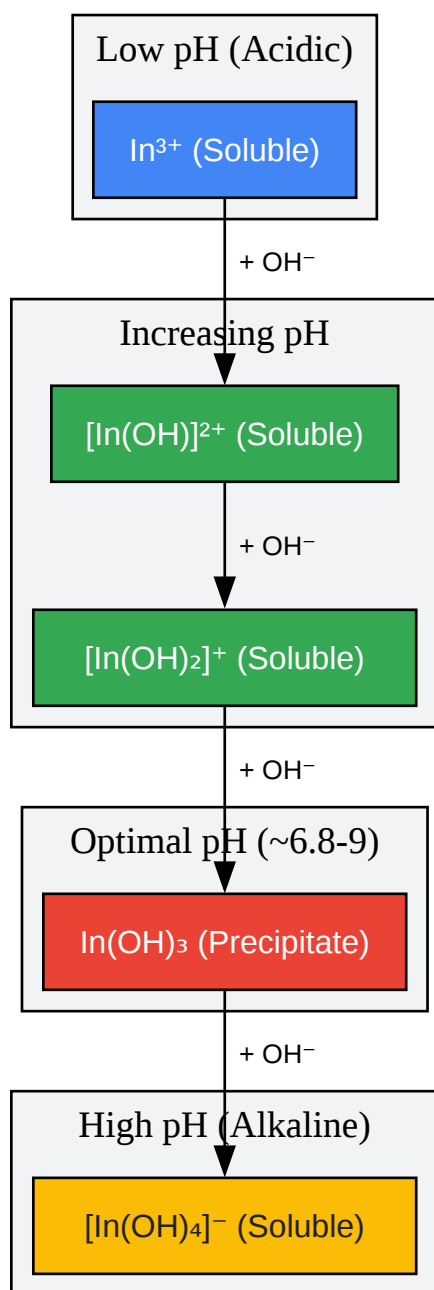 Low pH (Acidic)
In³⁺ (Soluble)
+ OH⁻
Increasing pH
[In(OH)]²⁺ (Soluble)
+ OH⁻
[In(OH)₂]⁺ (Soluble)
+ OH⁻
Optimal pH (~6.8-9)
In(OH)₃ (Precipitate)
+ OH⁻
High pH (Alkaline)
[In(OH)₄]⁻ (Soluble)